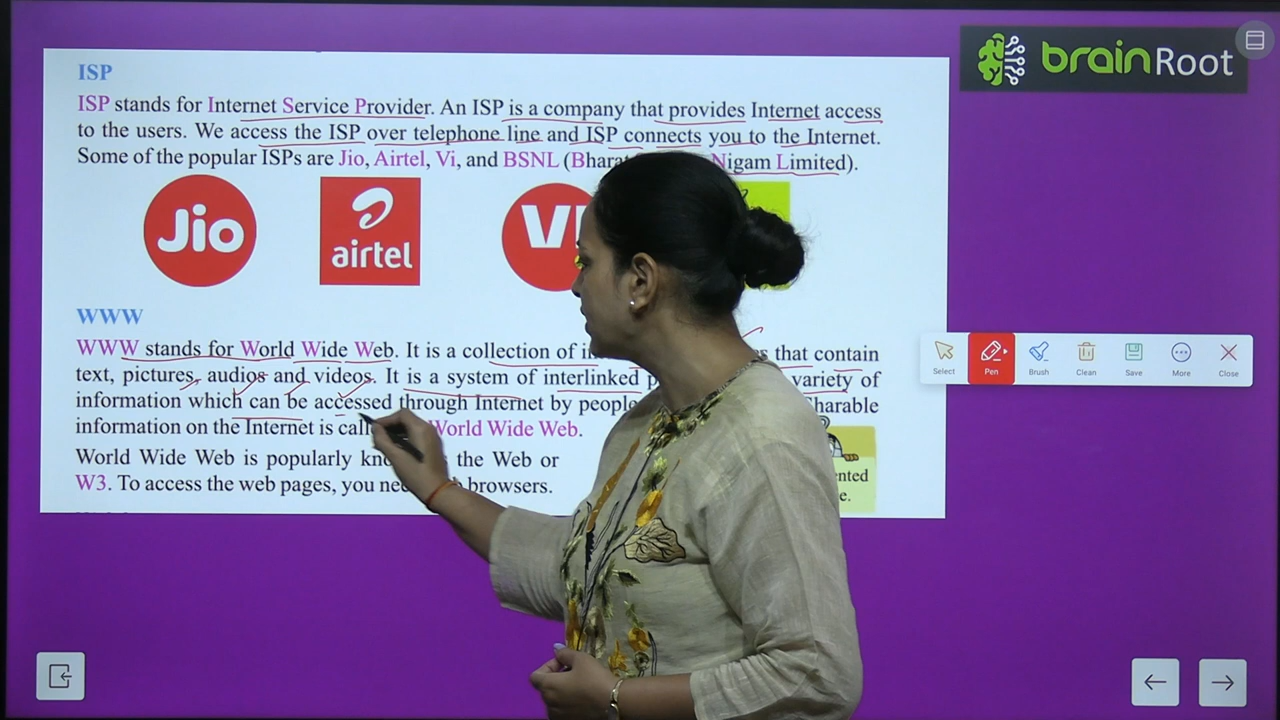 brainRoot
ISP
ISP stands for Internet Service Provider. An ISP is a company that provides Internet access
to the users. We access the ISP over telephone line and ISP connects you to the Internet.
Some of the popular ISPs are Jio, Airtel, Vi, and BSNL (Bharat Nigam Limited).
Jio
airtel
VI
WWW
WWW stands for World Wide Web. It is a collection of that contain
text, pictures, audios and videos. It is a system of interlinked variety of
information which can be accessed through Internet by people
information on the Internet is World Wide Web.
World Wide Web is popularly the Web or
W3. To access the web pages, you browsers.
Select
Pen
Brush
Clean
Save
More
Close